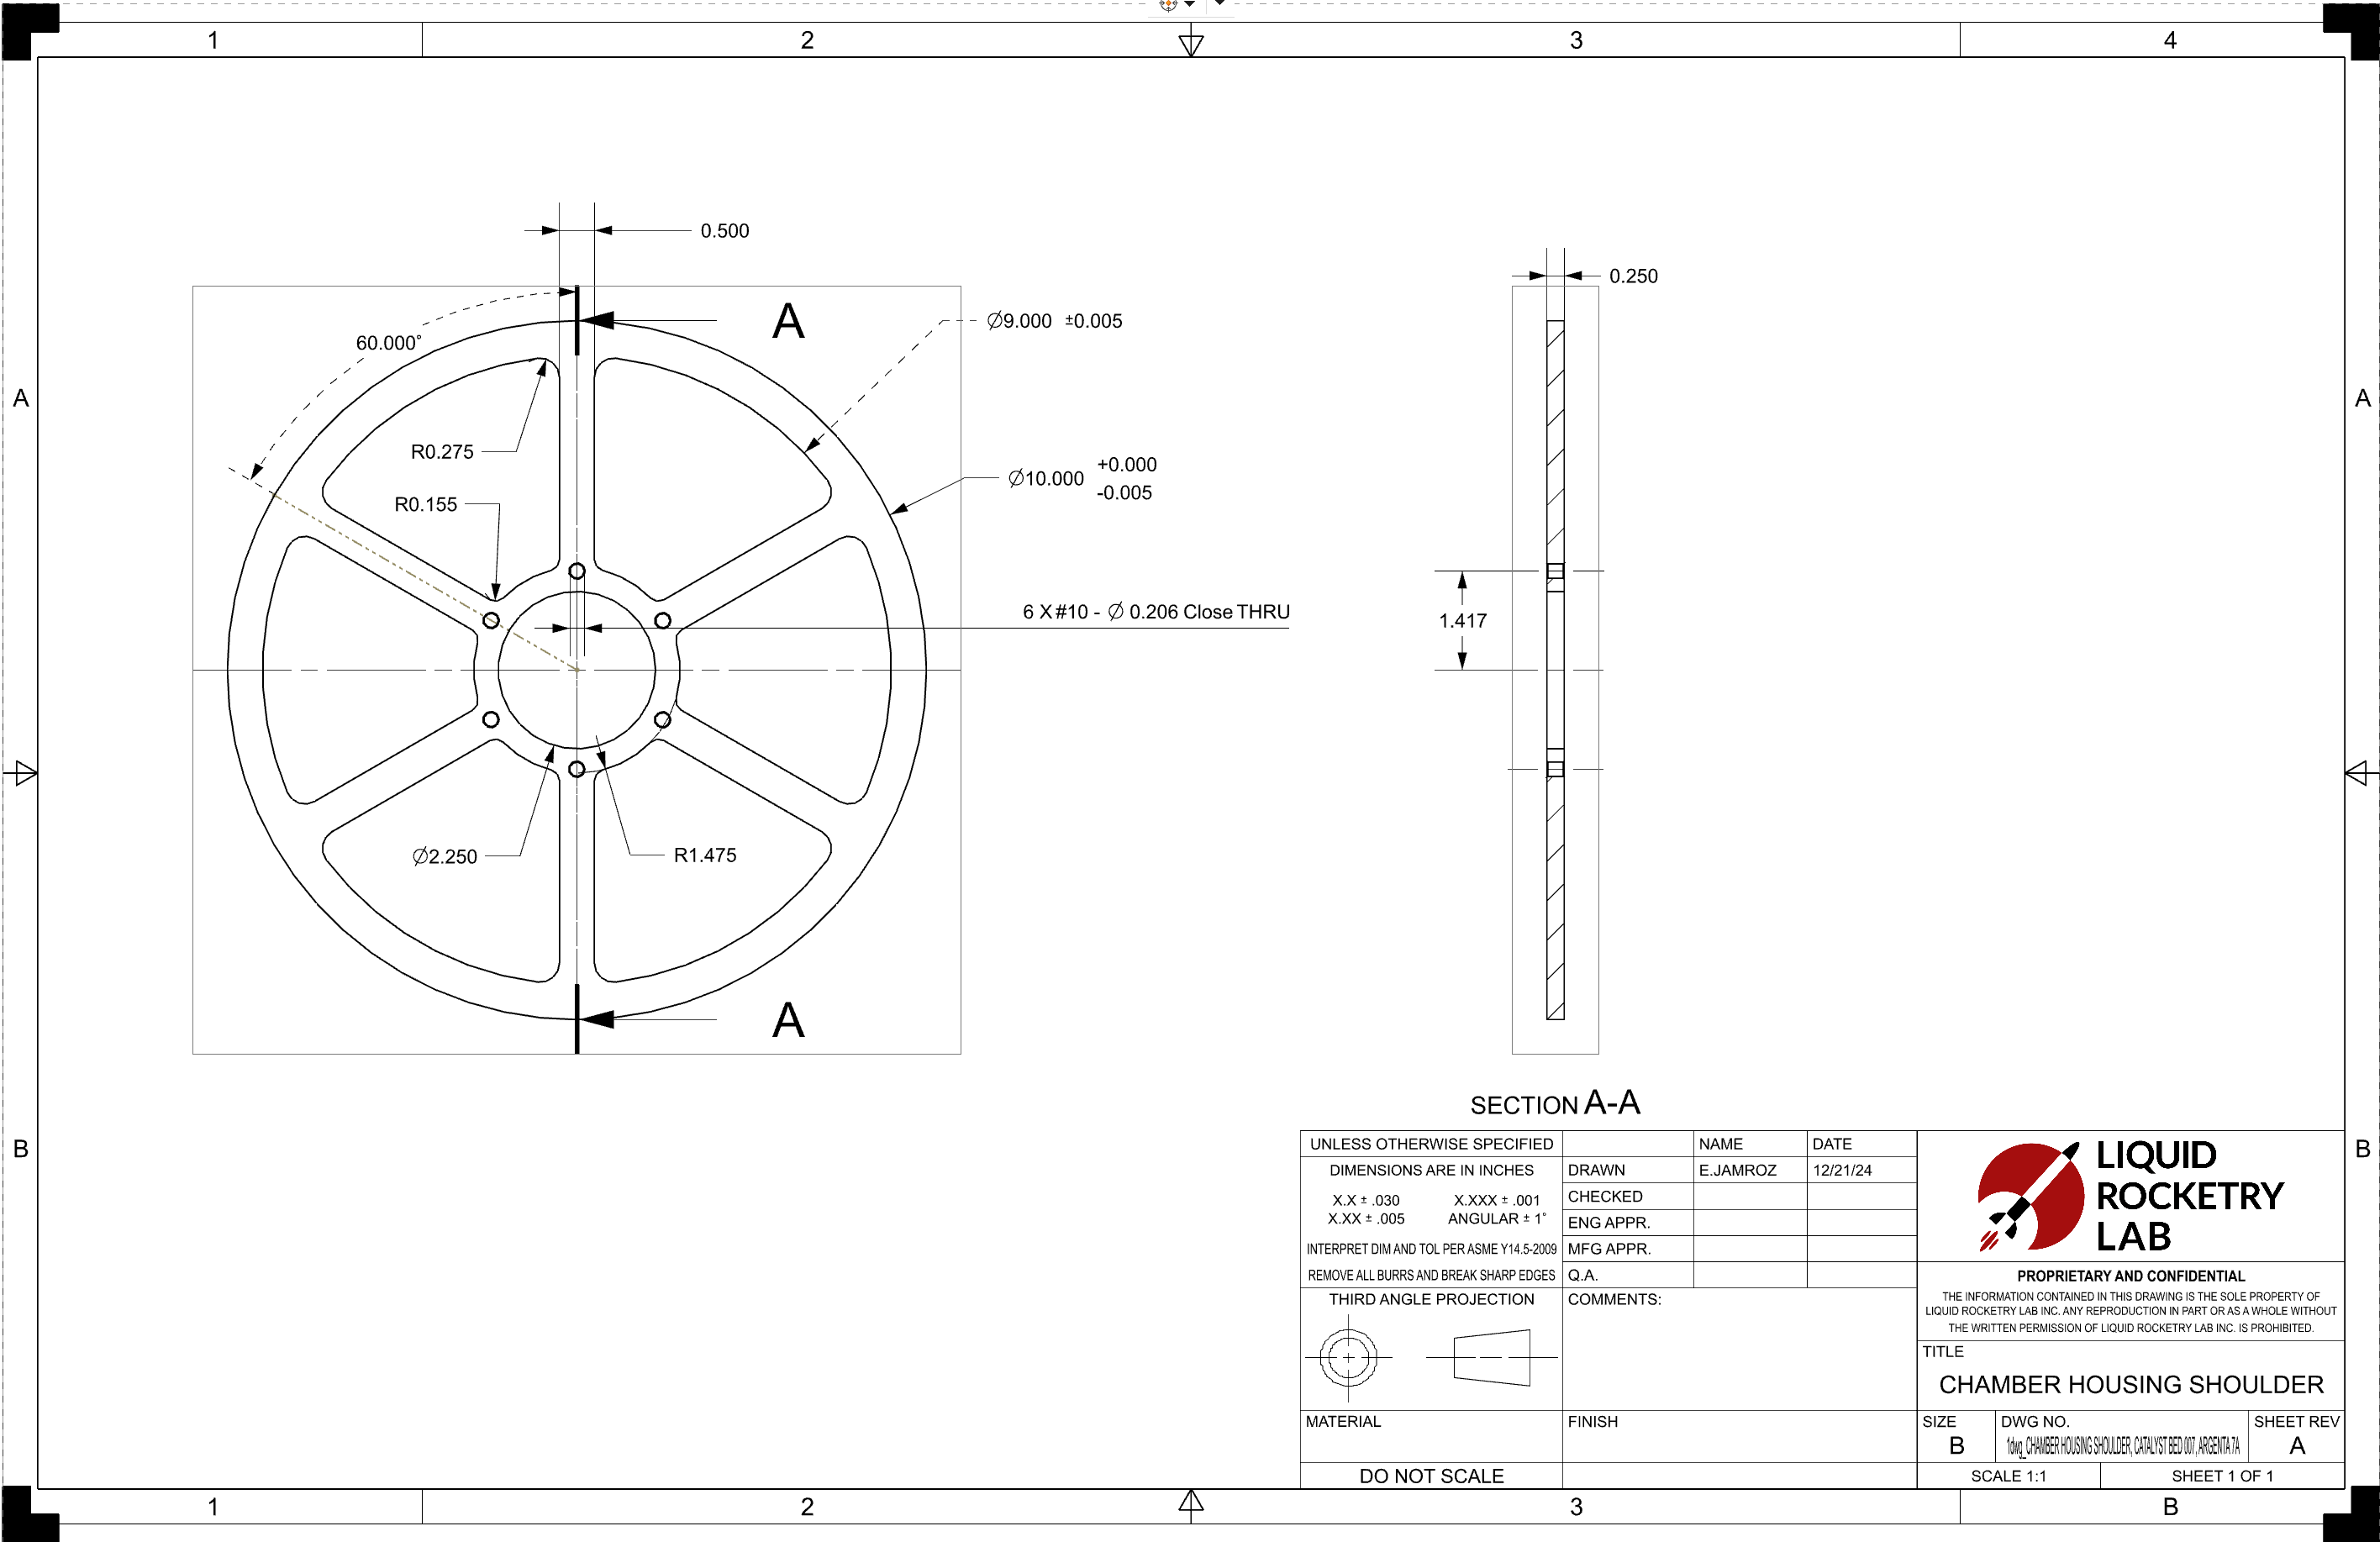 1 2 3 4
A A
B B
0.500
60.000°
R0.275
R0.155
A
⌀9.000 ±0.005
⌀10.000 +0.000
-0.005
6 X #10 - ⌀ 0.206 Close THRU
⌀2.250
R1.475
A
0.250
1.417
SECTION A-A
UNLESS OTHERWISE SPECIFIED
DIMENSIONS ARE IN INCHES
X.X ± .030 X.XXX ± .001
X.XX ± .005 ANGULAR ± 1°
INTERPRET DIM AND TOL PER ASME Y14.5-2009
REMOVE ALL BURRS AND BREAK SHARP EDGES
THIRD ANGLE PROJECTION
MATERIAL
DO NOT SCALE
NAME DATE
DRAWN E.JAMROZ 12/21/24
CHECKED
ENG APPR.
MFG APPR.
Q.A.
COMMENTS:
FINISH
LIQUID
ROCKETRY
LAB
PROPRIETARY AND CONFIDENTIAL
THE INFORMATION CONTAINED IN THIS DRAWING IS THE SOLE PROPERTY OF
LIQUID ROCKETRY LAB INC. ANY REPRODUCTION IN PART OR AS A WHOLE WITHOUT
THE WRITTEN PERMISSION OF LIQUID ROCKETRY LAB INC. IS PROHIBITED.
TITLE
CHAMBER HOUSING SHOULDER
SIZE DWG NO. SHEET REV
B 1dwg_CHAMBER HOUSING SHOULDER, CATALYST BED 007, ARGENTA 7A A
SCALE 1:1 SHEET 1 OF 1
1 2 3 B